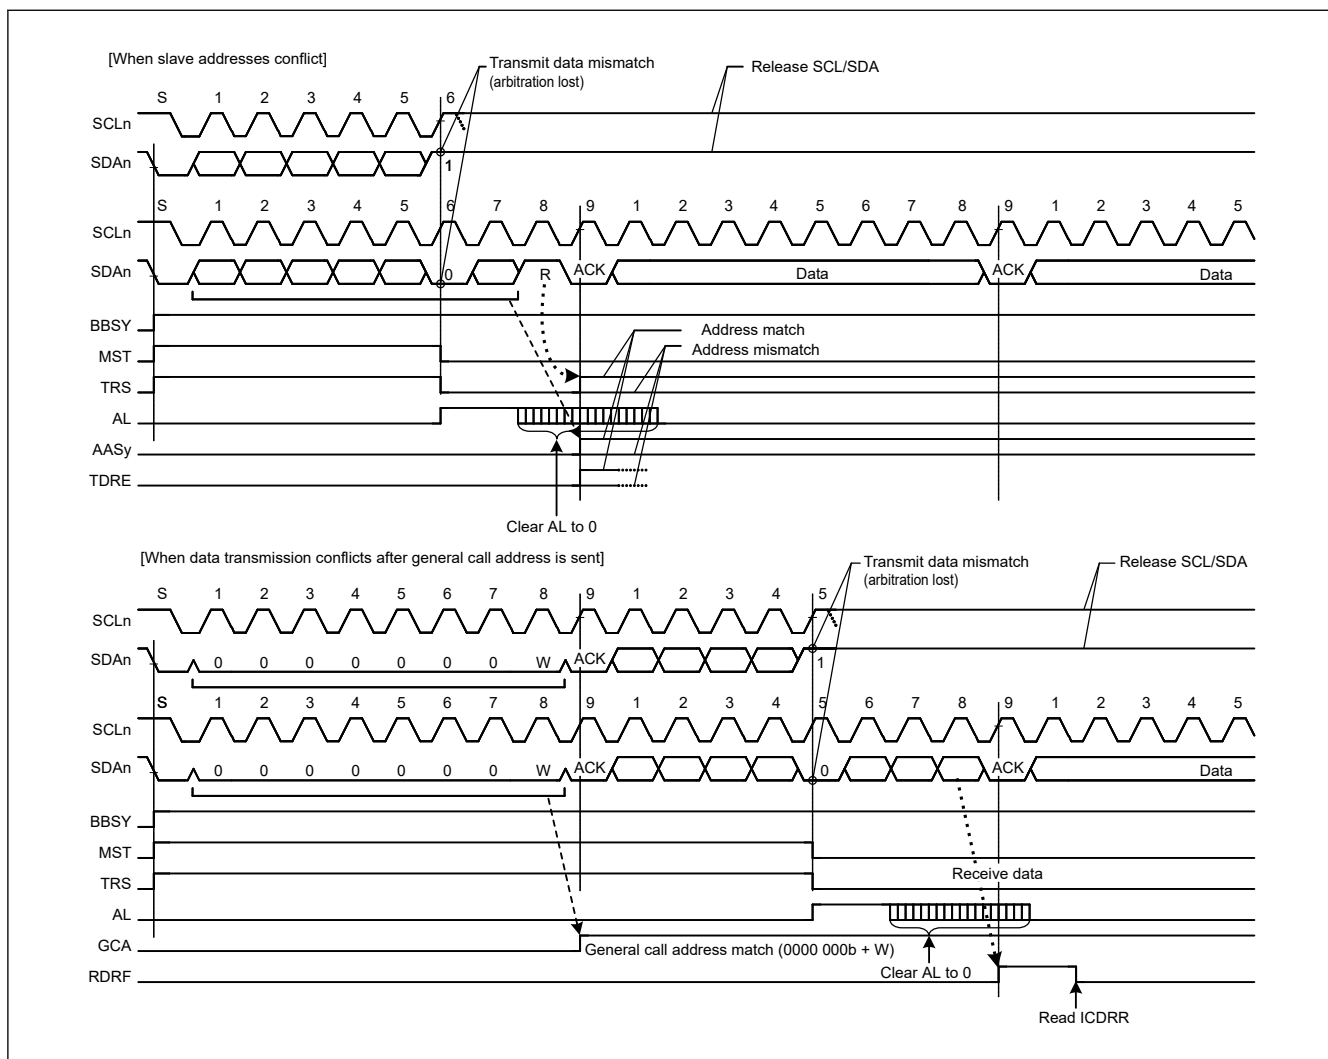 [When slave addresses conflict]
Transmit data mismatch
(arbitration lost)
Release SCL/SDA
S 1 2 3 4 5 6
SCLn
SDAn
1
S 1 2 3 4 5 6 7 8 9 1 2 3 4 5 6 7 8 9 1 2 3 4 5
SCLn
SDAn 0 R ACK Data ACK Data
BBSY
Address match
MST
Address mismatch
TRS
AL
AASy
TDRE
Clear AL to 0
[When data transmission conflicts after general call address is sent]
Transmit data mismatch
(arbitration lost)
Release SCL/SDA
S 1 2 3 4 5 6 7 8 9 1 2 3 4 5
SCLn
SDAn 0 0 0 0 0 0 0 W ACK 1
S 1 2 3 4 5 6 7 8 9 1 2 3 4 5 6 7 8 9 1 2 3 4 5
SCLn
SDAn 0 0 0 0 0 0 0 W ACK 0 ACK Data
BBSY
MST
Receive data
TRS
AL
GCA
General call address match (0000 000b + W)
Clear AL to 0
RDRF
Read ICDRR